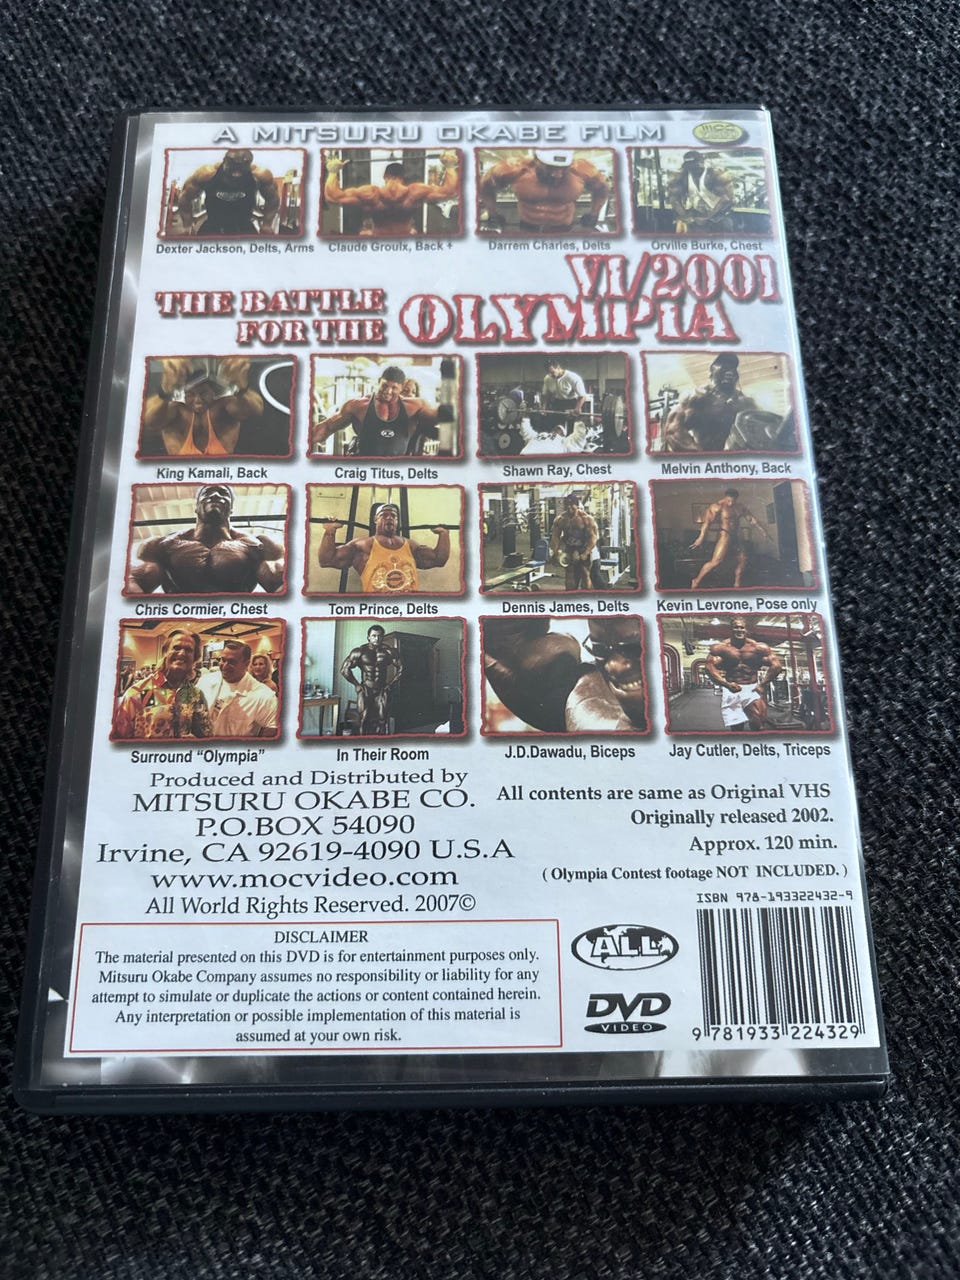 A MITSURU OKABE FILM
Dexter Jackson, Delts, Arms
Claude Groulx, Back +
Darrem Charles, Delts
Orville Burke, Chest
THE BATTLE
FOR THE
VI/2001
OLYMPIA
King Kamali, Back
Craig Titus, Delts
Shawn Ray, Chest
Melvin Anthony, Back
Chris Cormier, Chest
Tom Prince, Delts
Dennis James, Delts
Kevin Levrone, Pose only
Surround “Olympia”
In Their Room
J.D.Dawadu, Biceps
Jay Cutler, Delts, Triceps
Produced and Distributed by
MITSURU OKABE CO.
P.O.BOX 54090
Irvine, CA 92619-4090 U.S.A
www.mocvideo.com
All World Rights Reserved. 2007©
All contents are same as Original VHS
Originally released 2002.
Approx. 120 min.
( Olympia Contest footage NOT INCLUDED. )
DISCLAIMER
The material presented on this DVD is for entertainment purposes only.
Mitsuru Okabe Company assumes no responsibility or liability for any
attempt to simulate or duplicate the actions or content contained herein.
Any interpretation or possible implementation of this material is
assumed at your own risk.
ALL
DVD
VIDEO
ISBN 978-193322432-9
9 781933 224329